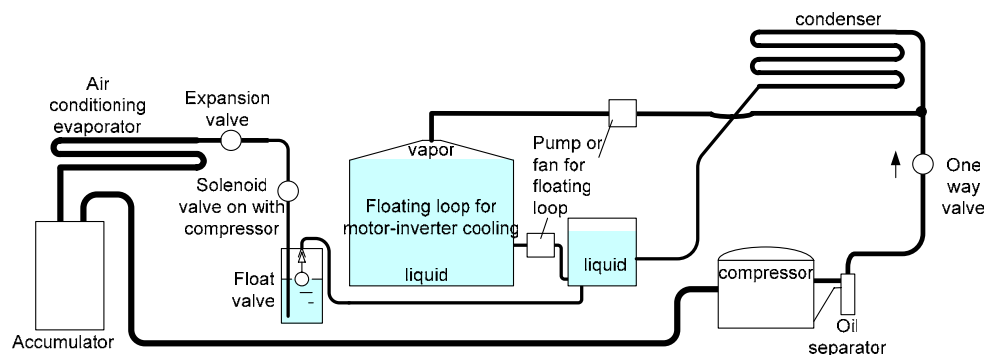 condenser
Air
conditioning
evaporator
Expansion
valve
Pump or
fan for
floating
loop
vapor
One
way
valve
Solenoid
valve on with
compressor
Floating loop for
motor-inverter cooling
liquid
liquid
Float
valve
compressor
Accumulator
Oil
separator